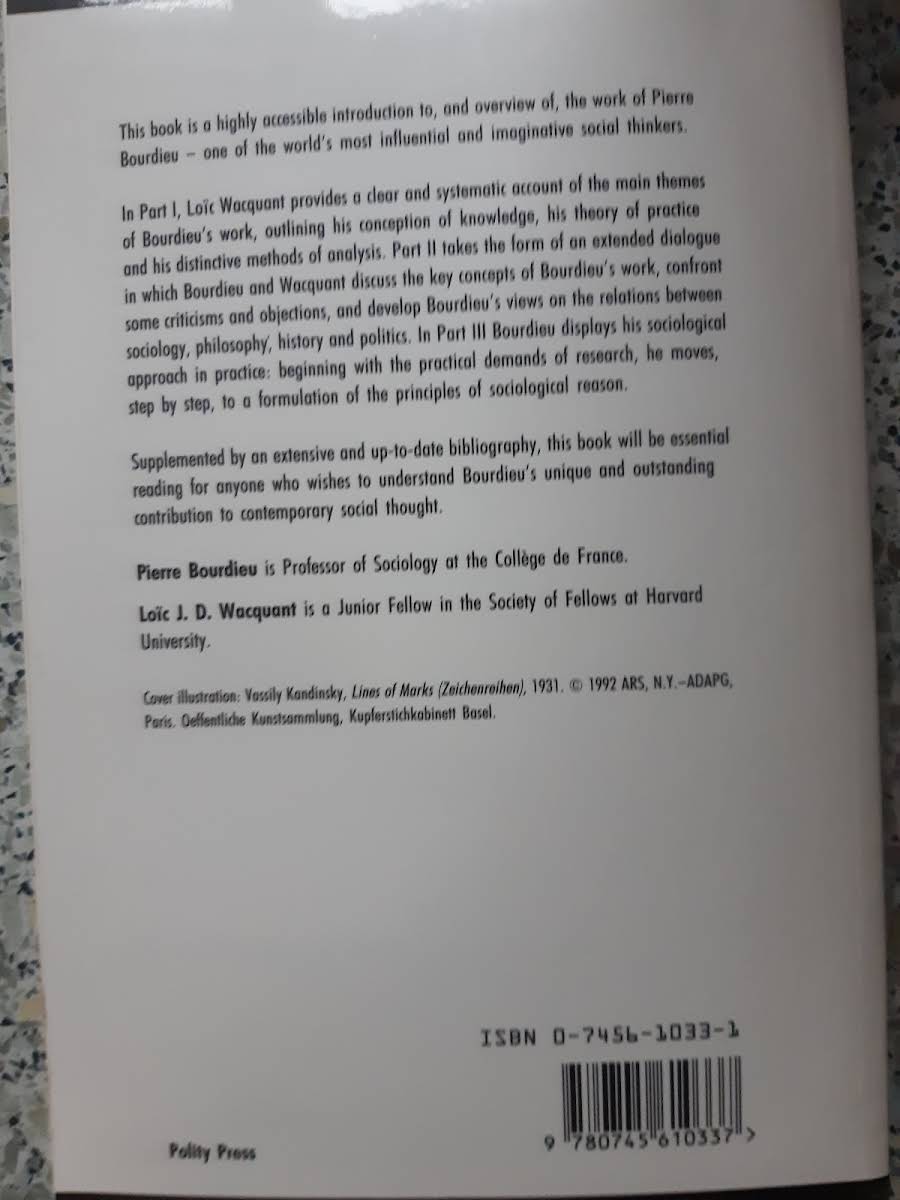 This book is a highly accessible introduction to, and overview of, the work of Pierre
Bourdieu – one of the world's most influential and imaginative social thinkers.
In Part I, Loïc Wacquant provides a clear and systematic account of the main themes
of Bourdieu's work, outlining his conception of knowledge, his theory of practice
and his distinctive methods of analysis. Part II takes the form of an extended dialogue
in which Bourdieu and Wacquant discuss the key concepts of Bourdieu's work, confront
some criticisms and objections, and develop Bourdieu's views on the relations between
sociology, philosophy, history and politics. In Part III Bourdieu displays his sociological
approach in practice: beginning with the practical demands of research, he moves,
step by step, to a formulation of the principles of sociological reason.
Supplemented by an extensive and up-to-date bibliography, this book will be essential
reading for anyone who wishes to understand Bourdieu's unique and outstanding
contribution to contemporary social thought.
Pierre Bourdieu is Professor of Sociology at the Collège de France.
Loïc J. D. Wacquant is a Junior Fellow in the Society of Fellows at Harvard
University.
Cover illustration: Vassily Kandinsky, Lines of Marks (Zeichenreihen), 1931. © 1992 ARS, N.Y.–ADAPG,
Paris. Oeffentliche Kunstsammlung, Kupferstichkabinett Basel.
ISBN 0-7456-1033-1
9 780745 610337 >
Polity Press